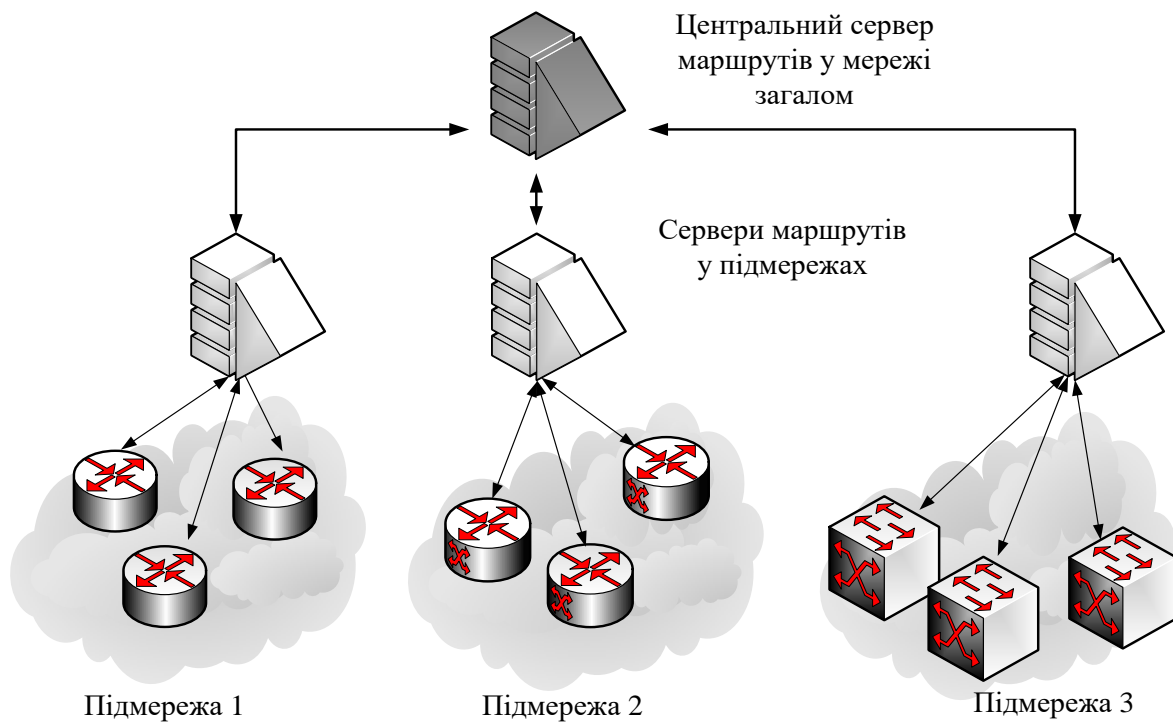 Центральний сервер
маршрутів у мережі
загалом
Сервери маршрутів
у підмережах
Підмережа 1
Підмережа 2
Підмережа 3